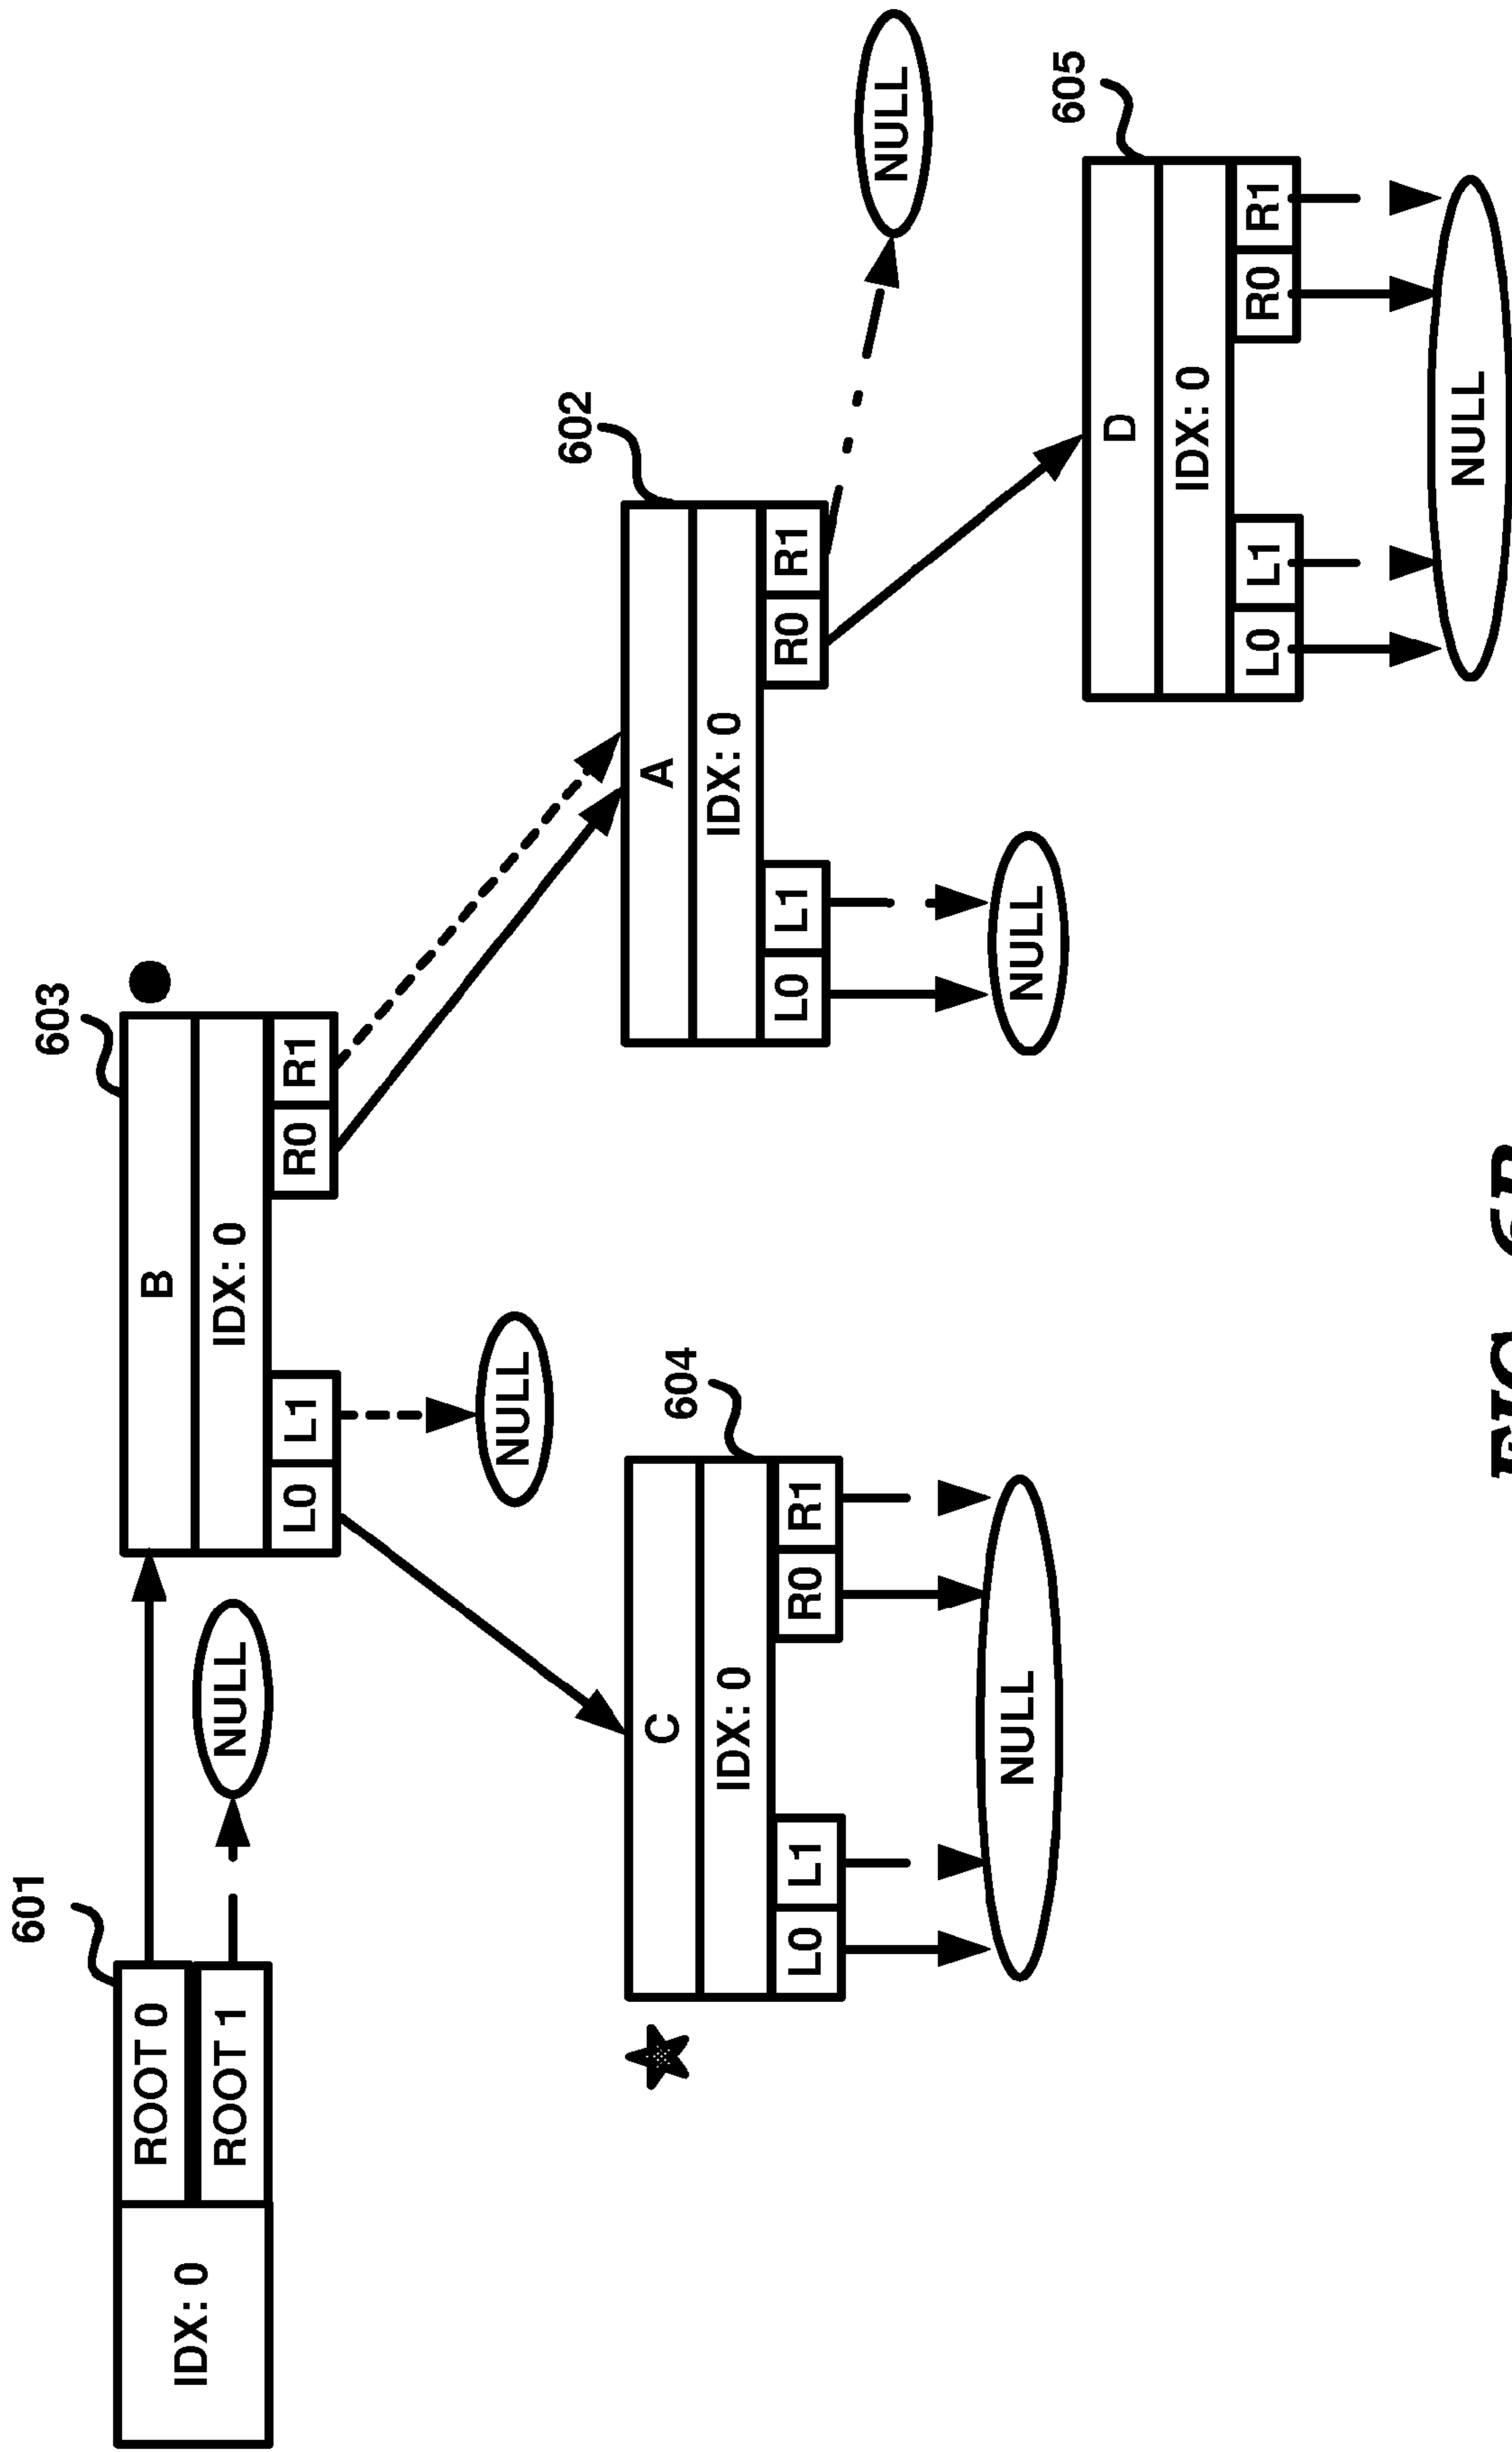 601
IDX: 0
ROOT 0
ROOT 1
NULL
603
B
IDX: 0
L0 L1 R0 R1
NULL
602
A
IDX: 0
L0 L1 R0 R1
NULL
NULL
604
C
IDX: 0
L0 L1 R0 R1
NULL
605
D
IDX: 0
L0 L1 R0 R1
NULL